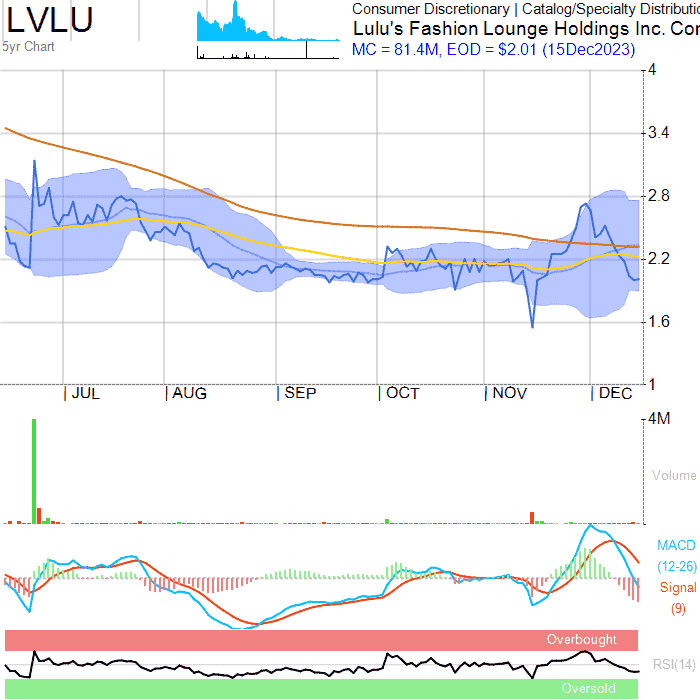 LVLU
5yr Chart
Consumer Discretionary | Catalog/Specialty Distributio
Lulu's Fashion Lounge Holdings Inc. Cor
MC = 81.4M, EOD = $2.01 (15Dec2023)
4
3.4
2.8
2.2
1.6
1
JUL
AUG
SEP
OCT
NOV
DEC
4M
Volume
MACD
(12-26)
Signal
(9)
Overbought
RSI(14)
Oversold